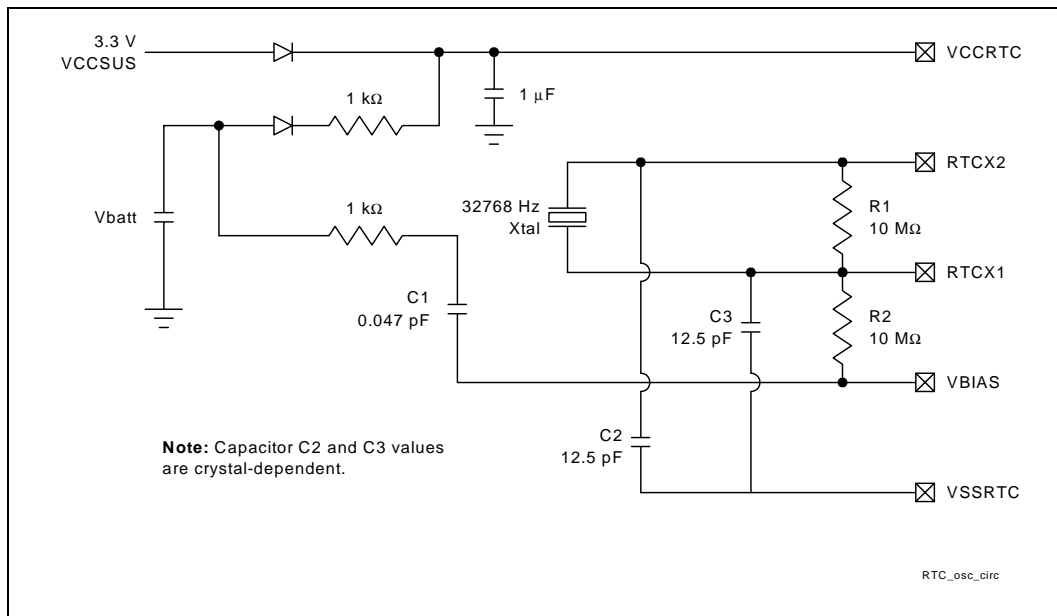 3.3 V
VCCSUS
VCCRTC
1 kΩ
1 μF
RTCX2
Vbatt
1 kΩ
32768 Hz
Xtal
R1
10 MΩ
RTCX1
C1
0.047 pF
C3
12.5 pF
R2
10 MΩ
VBIAS
Note: Capacitor C2 and C3 values
are crystal-dependent.
C2
12.5 pF
VSSRTC
RTC_osc_circ